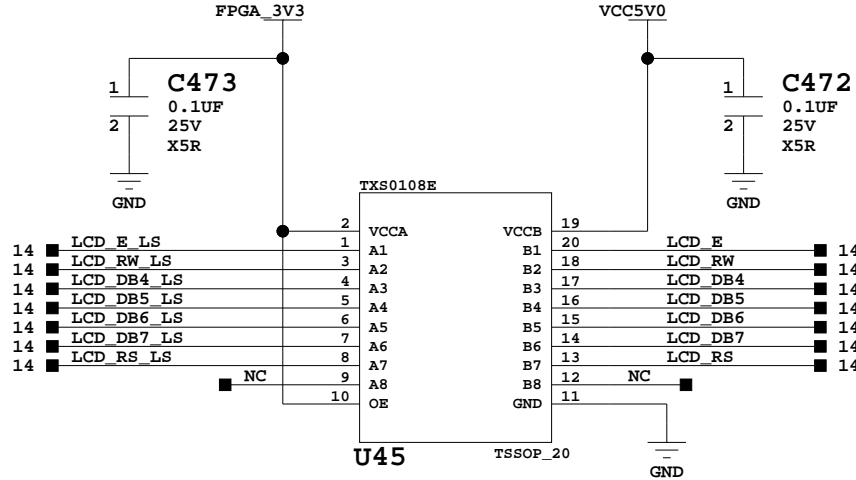 FPGA_3V3 VCC5V0
1 C473 1 C472
0.1UF 0.1UF
2 25V 2 25V
X5R X5R
GND GND
TXS0108E
2 VCCA VCCB 19
14 LCD_E_LS 1 A1 B1 20 LCD_E 14
14 LCD_RW_LS 3 A2 B2 18 LCD_RW 14
14 LCD_DB4_LS 4 A3 B3 17 LCD_DB4 14
14 LCD_DB5_LS 5 A4 B4 16 LCD_DB5 14
14 LCD_DB6_LS 6 A5 B5 15 LCD_DB6 14
14 LCD_DB7_LS 7 A6 B6 14 LCD_DB7 14
14 LCD_RS_LS 8 A7 B7 13 LCD_RS 14
NC 9 A8 B8 12 NC
10 OE GND 11
U45 TSSOP_20
GND